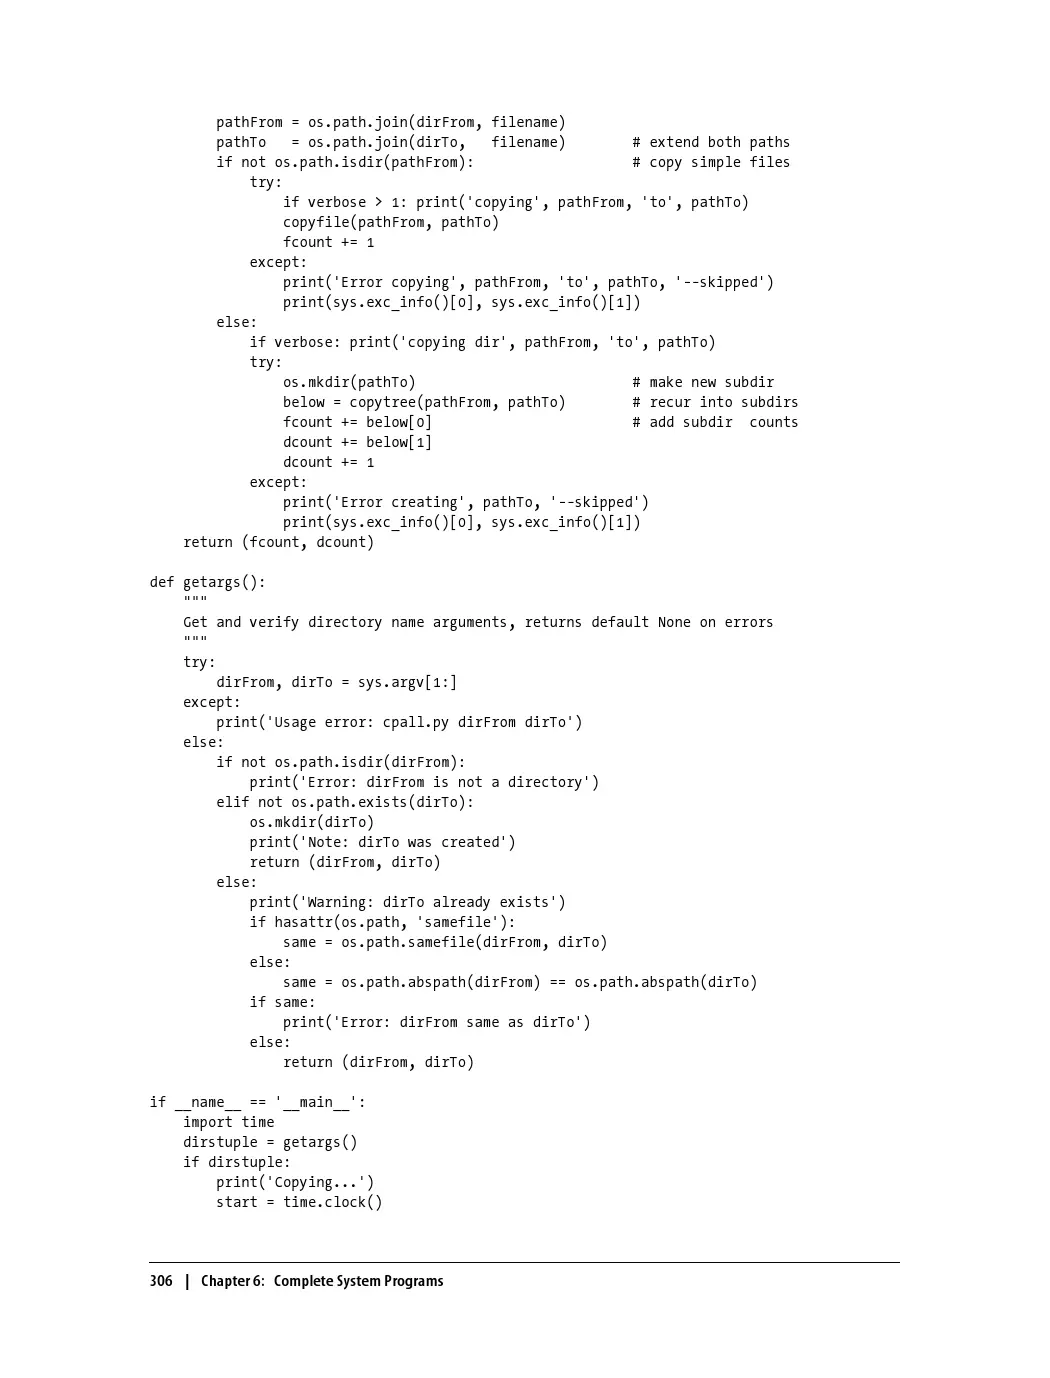 pathFrom = os.path.join(dirFrom, filename)
        pathTo   = os.path.join(dirTo,   filename)        # extend both paths
        if not os.path.isdir(pathFrom):                   # copy simple files
            try:
                if verbose > 1: print('copying', pathFrom, 'to', pathTo)
                copyfile(pathFrom, pathTo)
                fcount += 1
            except:
                print('Error copying', pathFrom, 'to', pathTo, '--skipped')
                print(sys.exc_info()[0], sys.exc_info()[1])
        else:
            if verbose: print('copying dir', pathFrom, 'to', pathTo)
            try:
                os.mkdir(pathTo)                          # make new subdir
                below = copytree(pathFrom, pathTo)        # recur into subdirs
                fcount += below[0]                        # add subdir  counts
                dcount += below[1]
                dcount += 1
            except:
                print('Error creating', pathTo, '--skipped')
                print(sys.exc_info()[0], sys.exc_info()[1])
    return (fcount, dcount)

def getargs():
    """
    Get and verify directory name arguments, returns default None on errors
    """
    try:
        dirFrom, dirTo = sys.argv[1:]
    except:
        print('Usage error: cpall.py dirFrom dirTo')
    else:
        if not os.path.isdir(dirFrom):
            print('Error: dirFrom is not a directory')
        elif not os.path.exists(dirTo):
            os.mkdir(dirTo)
            print('Note: dirTo was created')
            return (dirFrom, dirTo)
        else:
            print('Warning: dirTo already exists')
            if hasattr(os.path, 'samefile'):
                same = os.path.samefile(dirFrom, dirTo)
            else:
                same = os.path.abspath(dirFrom) == os.path.abspath(dirTo)
            if same:
                print('Error: dirFrom same as dirTo')
            else:
                return (dirFrom, dirTo)

if __name__ == '__main__':
    import time
    dirstuple = getargs()
    if dirstuple:
        print('Copying...')
        start = time.clock()

306 | Chapter 6: Complete System Programs